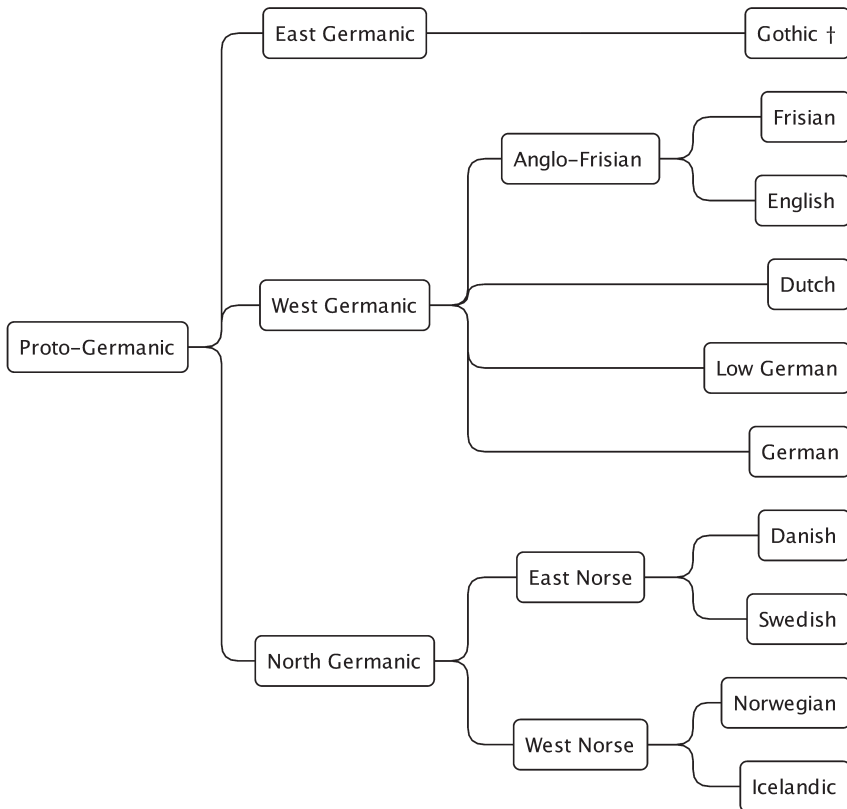 East Germanic
Gothic †
Frisian
Anglo-Frisian
English
West Germanic
Dutch
Proto-Germanic
Low German
German
Danish
East Norse
Swedish
North Germanic
Norwegian
West Norse
Icelandic